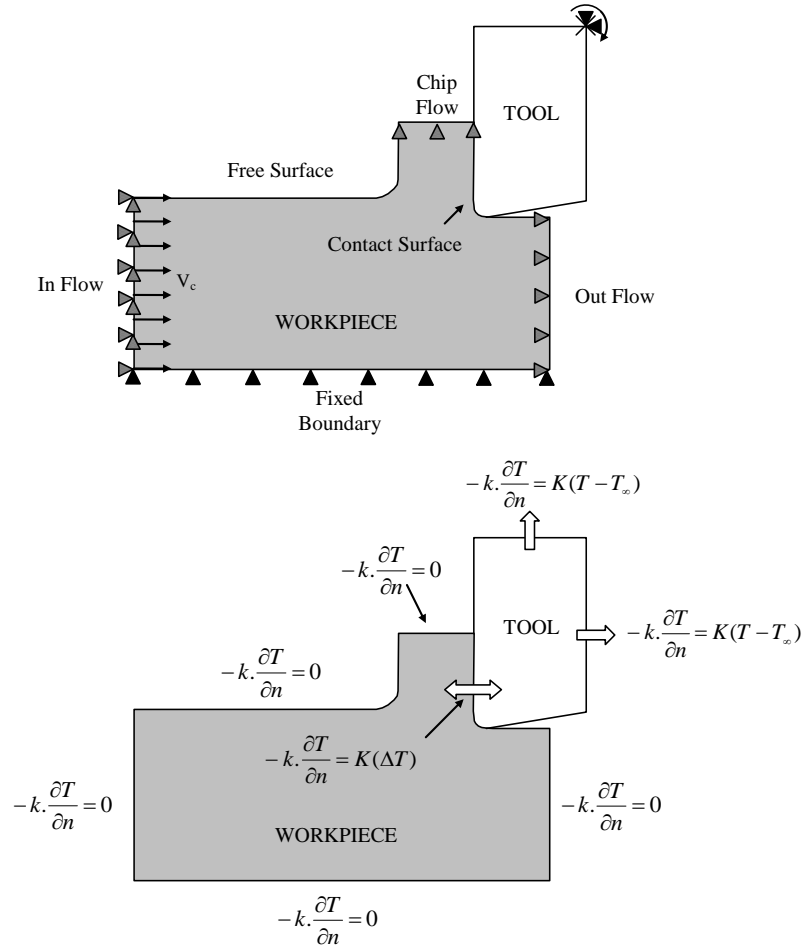 Chip
Flow
TOOL
Free Surface
Contact Surface
In Flow
V_c
Out Flow
WORKPIECE
Fixed
Boundary
-k.∂T/∂n = K(T - T_∞)
-k.∂T/∂n = 0
TOOL
-k.∂T/∂n = K(T - T_∞)
-k.∂T/∂n = 0
-k.∂T/∂n = K(ΔT)
-k.∂T/∂n = 0
-k.∂T/∂n = 0
WORKPIECE
-k.∂T/∂n = 0